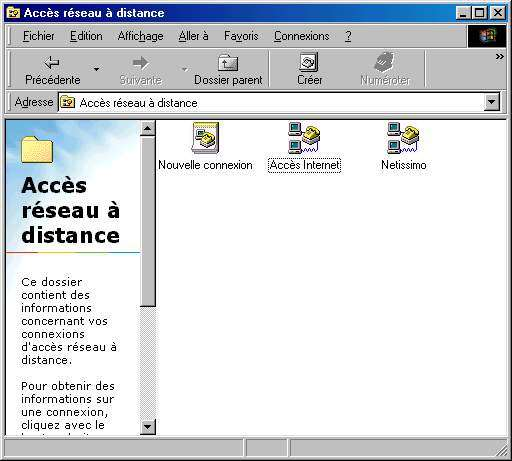 Accès réseau à distance
Fichier Edition Affichage Aller à Favoris Connexions ?
Précédente Suivante Dossier parent Créer Numéroter »
Adresse Accès réseau à distance
Nouvelle connexion Accès Internet Netissimo
Accès
réseau à
distance
Ce dossier
contient des
informations
concernant vos
connexions
d'accès réseau à
distance.
Pour obtenir des
informations sur
une connexion,
cliquez avec le